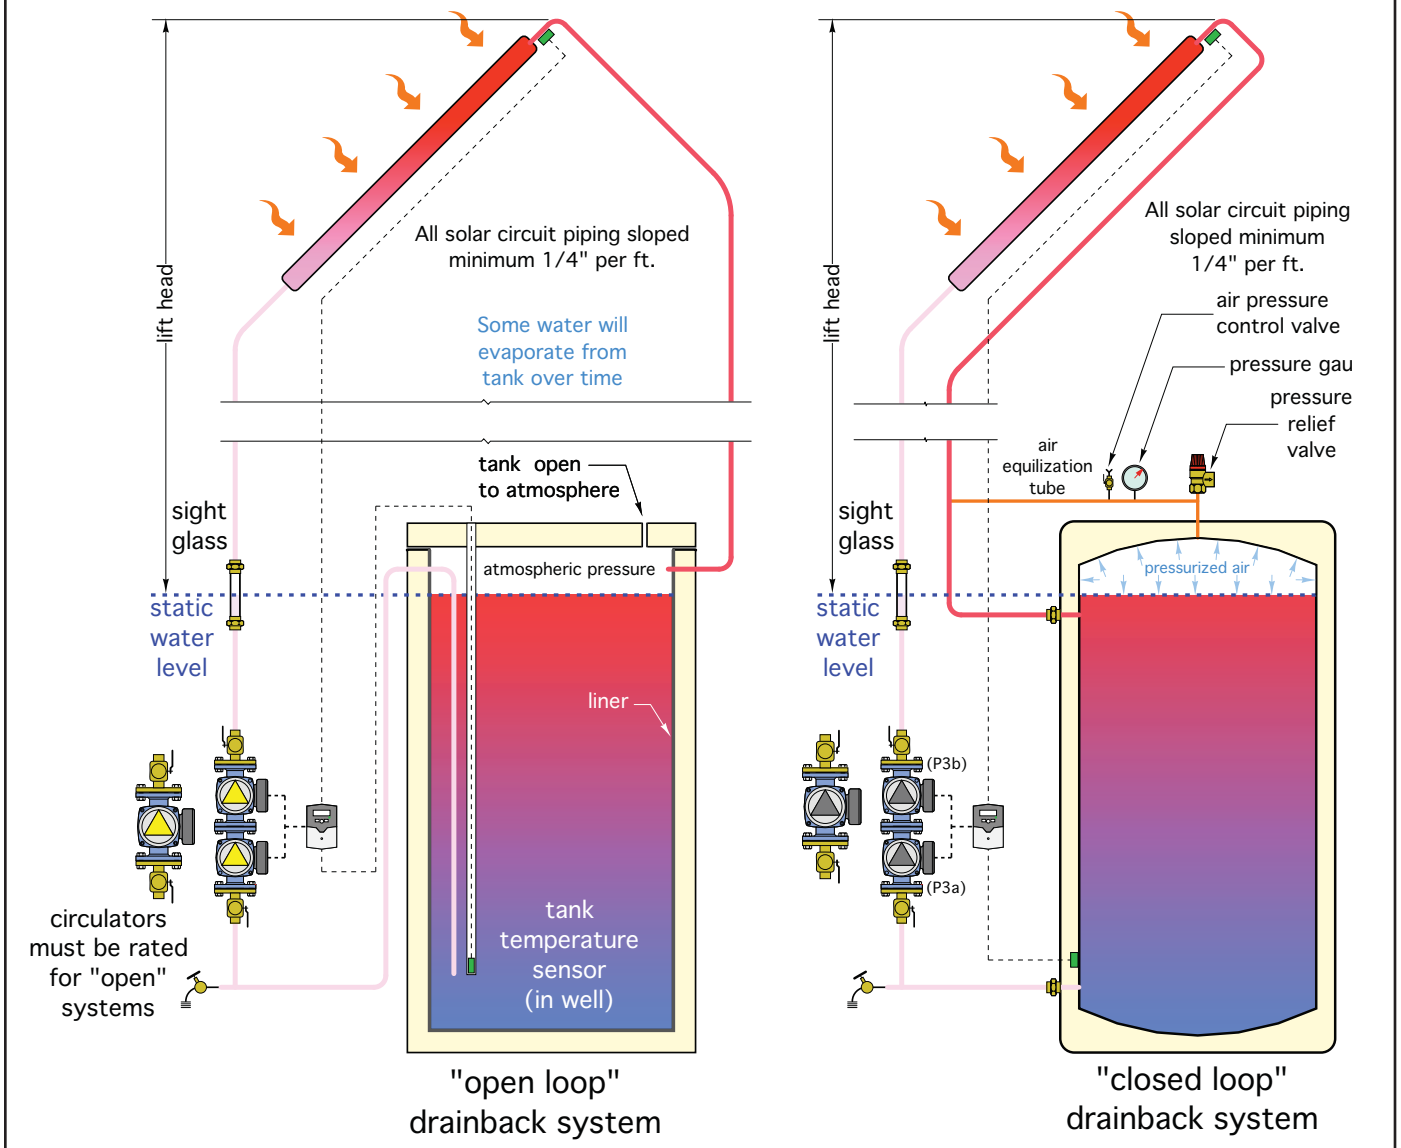 lift head
All solar circuit piping sloped
minimum 1/4" per ft.
Some water will
evaporate from
tank over time
tank open
to atmosphere
sight
glass
atmospheric pressure
static
water
level
liner
circulators
must be rated
for "open"
systems
tank
temperature
sensor
(in well)
"open loop"
drainback system
lift head
All solar circuit piping
sloped minimum
1/4" per ft.
air pressure
control valve
pressure gau
pressure
relief
valve
air
equilization
tube
sight
glass
pressurized air
static
water
level
(P3b)
(P3a)
"closed loop"
drainback system